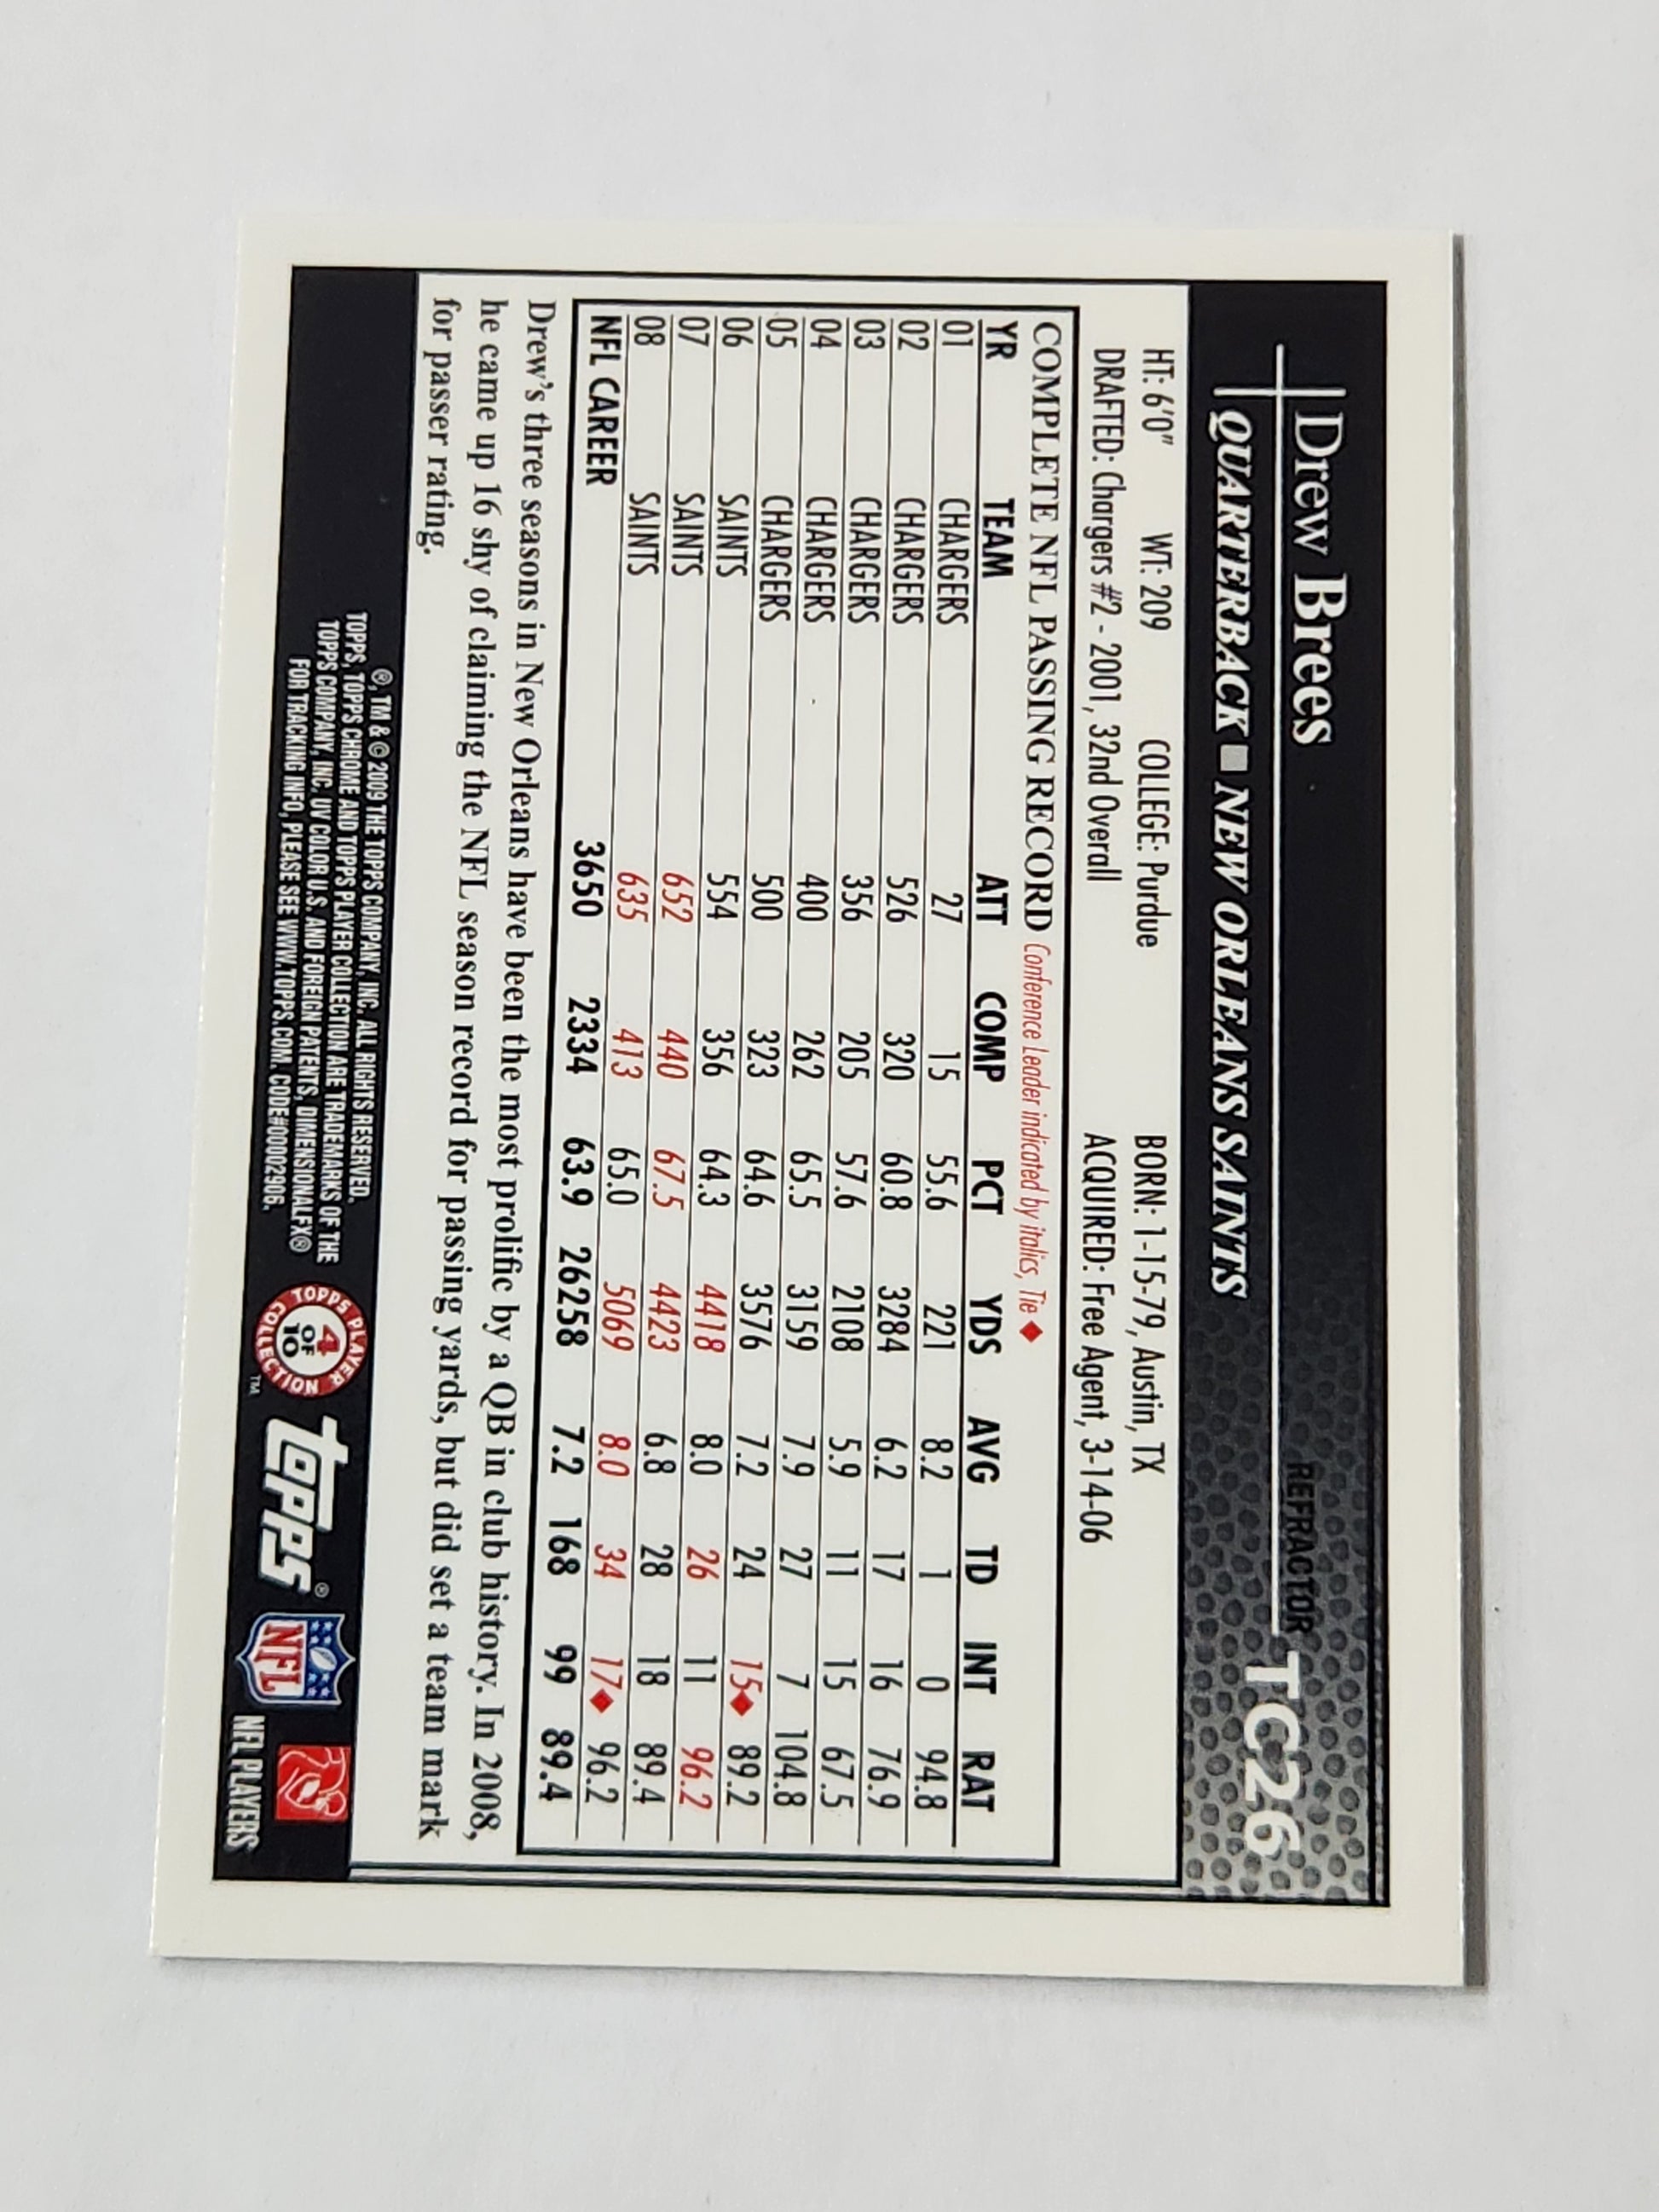 Drew Brees
REFRACTOR
TC26
QUARTERBACK ■ NEW ORLEANS SAINTS
HT: 6'0" WT: 209 COLLEGE: Purdue BORN: 1-15-79, Austin, TX
DRAFTED: Chargers #2 - 2001, 32nd Overall ACQUIRED: Free Agent, 3-14-06
COMPLETE NFL PASSING RECORD Conference Leader indicated by italics, Tie ◆
YR TEAM ATT COMP PCT YDS AVG TD INT RAT
01 CHARGERS 27 15 55.6 221 8.2 1 0 94.8
02 CHARGERS 526 320 60.8 3284 6.2 17 16 76.9
03 CHARGERS 356 205 57.6 2108 5.9 11 15 67.5
04 CHARGERS 400 262 65.5 3159 7.9 27 7 104.8
05 CHARGERS 500 323 64.6 3576 7.2 24 15◆ 89.2
06 SAINTS 554 356 64.3 4418 8.0 26 11 96.2
07 SAINTS 652 440 67.5 4423 6.8 28 18 89.4
08 SAINTS 635 413 65.0 5069 8.0 34 17◆ 96.2
NFL CAREER 3650 2334 63.9 26258 7.2 168 99 89.4
Drew's three seasons in New Orleans have been the most prolific by a QB in club history. In 2008,
he came up 16 shy of claiming the NFL season record for passing yards, but did set a team mark
for passer rating.
®, TM & © 2009 THE TOPPS COMPANY, INC. ALL RIGHTS RESERVED.
TOPPS, TOPPS CHROME AND TOPPS PLAYER COLLECTION ARE TRADEMARKS OF THE
TOPPS COMPANY, INC. UV COLOR U.S. AND FOREIGN PATENTS, DIMENSIONALFX®
FOR TRACKING INFO, PLEASE SEE WWW.TOPPS.COM. CODE#0002906.
TOPPS PLAYER
4
OF
10
COLLECTION
TM
topps®
NFL
NFL PLAYERS